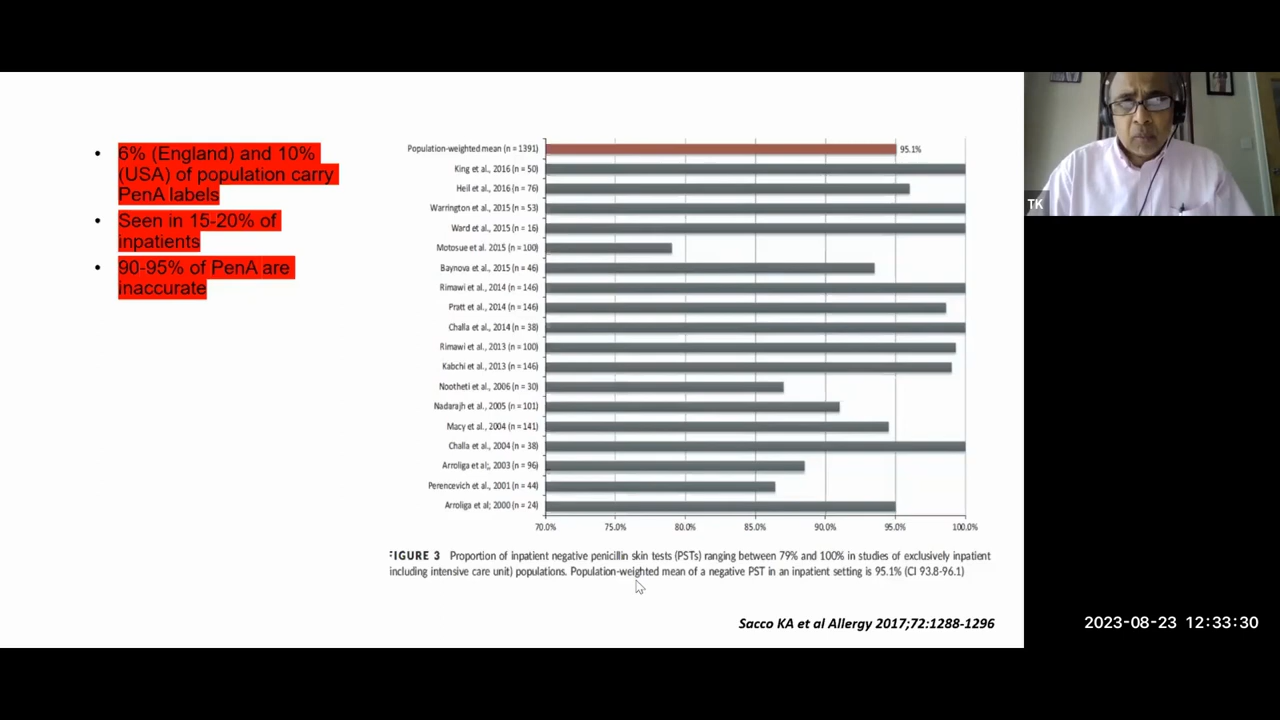 6% (England) and 10%
(USA) of population carry
PenA labels
Seen in 15-20% of
inpatients
90-95% of PenA are
inaccurate
Population-weighted mean (n = 1391)
95.1%
King et al., 2016 (n = 50)
Heil et al., 2016 (n = 76)
Warrington et al., 2015 (n = 53)
Ward et al., 2015 (n = 16)
Motosue et al. 2015 (n = 100)
Baynova et al., 2015 (n = 46)
Rimawi et al., 2014 (n = 146)
Pratt et al., 2014 (n = 146)
Challa et al., 2014 (n = 38)
Rimawi et al., 2013 (n = 100)
Kabchi et al., 2013 (n = 146)
Nootheti et al., 2006 (n = 30)
Nadarajh et al., 2005 (n = 101)
Macy et al., 2004 (n = 141)
Challa et al., 2004 (n = 38)
Arroliga et al;, 2003 (n = 96)
Perencevich et al., 2001 (n = 44)
Arroliga et al; 2000 (n = 24)
70.0% 75.0% 80.0% 85.0% 90.0% 95.0% 100.0%
FIGURE 3 Proportion of inpatient negative penicillin skin tests (PSTs) ranging between 79% and 100% in studies of exclusively inpatient
including intensive care unit) populations. Population-weighted mean of a negative PST in an inpatient setting is 95.1% (CI 93.8-96.1)
Sacco KA et al Allergy 2017;72:1288-1296
TK
2023-08-23 12:33:30